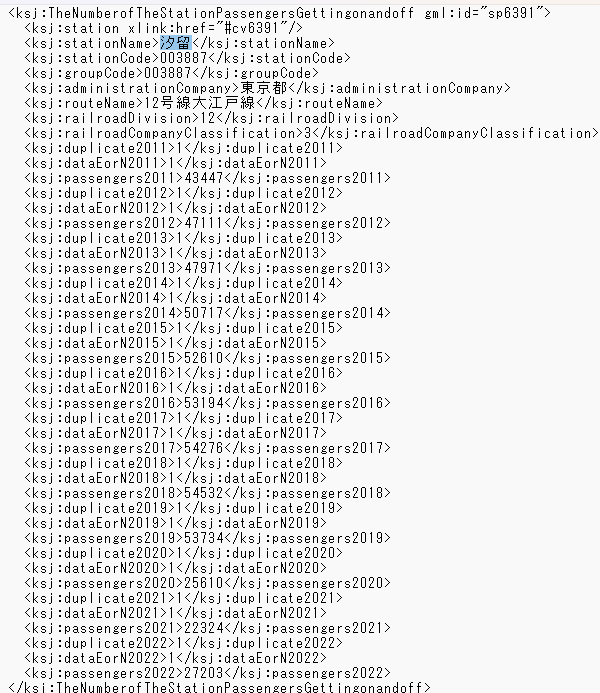 <ksj:TheNumberofTheStationPassengersGettingonandoff gml:id="sp6391">
<ksj:station xlink:href="#cv6391"/>
<ksj:stationName>汐留</ksj:stationName>
<ksj:stationCode>003887</ksj:stationCode>
<ksj:groupCode>003887</ksj:groupCode>
<ksj:administrationCompany>東京都</ksj:administrationCompany>
<ksj:routeName>12号線大江戸線</ksj:routeName>
<ksj:railroadDivision>12</ksj:railroadDivision>
<ksj:railroadCompanyClassification>3</ksj:railroadCompanyClassification>
<ksj:duplicate2011>1</ksj:duplicate2011>
<ksj:dataEorN2011>1</ksj:dataEorN2011>
<ksj:passengers2011>43447</ksj:passengers2011>
<ksj:duplicate2012>1</ksj:duplicate2012>
<ksj:dataEorN2012>1</ksj:dataEorN2012>
<ksj:passengers2012>47111</ksj:passengers2012>
<ksj:duplicate2013>1</ksj:duplicate2013>
<ksj:dataEorN2013>1</ksj:dataEorN2013>
<ksj:passengers2013>47971</ksj:passengers2013>
<ksj:duplicate2014>1</ksj:duplicate2014>
<ksj:dataEorN2014>1</ksj:dataEorN2014>
<ksj:passengers2014>50717</ksj:passengers2014>
<ksj:duplicate2015>1</ksj:duplicate2015>
<ksj:dataEorN2015>1</ksj:dataEorN2015>
<ksj:passengers2015>52610</ksj:passengers2015>
<ksj:duplicate2016>1</ksj:duplicate2016>
<ksj:dataEorN2016>1</ksj:dataEorN2016>
<ksj:passengers2016>53194</ksj:passengers2016>
<ksj:duplicate2017>1</ksj:duplicate2017>
<ksj:dataEorN2017>1</ksj:dataEorN2017>
<ksj:passengers2017>54276</ksj:passengers2017>
<ksj:duplicate2018>1</ksj:duplicate2018>
<ksj:dataEorN2018>1</ksj:dataEorN2018>
<ksj:passengers2018>54532</ksj:passengers2018>
<ksj:duplicate2019>1</ksj:duplicate2019>
<ksj:dataEorN2019>1</ksj:dataEorN2019>
<ksj:passengers2019>53734</ksj:passengers2019>
<ksj:duplicate2020>1</ksj:duplicate2020>
<ksj:dataEorN2020>1</ksj:dataEorN2020>
<ksj:passengers2020>25610</ksj:passengers2020>
<ksj:duplicate2021>1</ksj:duplicate2021>
<ksj:dataEorN2021>1</ksj:dataEorN2021>
<ksj:passengers2021>22324</ksj:passengers2021>
<ksj:duplicate2022>1</ksj:duplicate2022>
<ksj:dataEorN2022>1</ksj:dataEorN2022>
<ksj:passengers2022>27203</ksj:passengers2022>
</ksj:TheNumberofTheStationPassengersGettingonandoff>